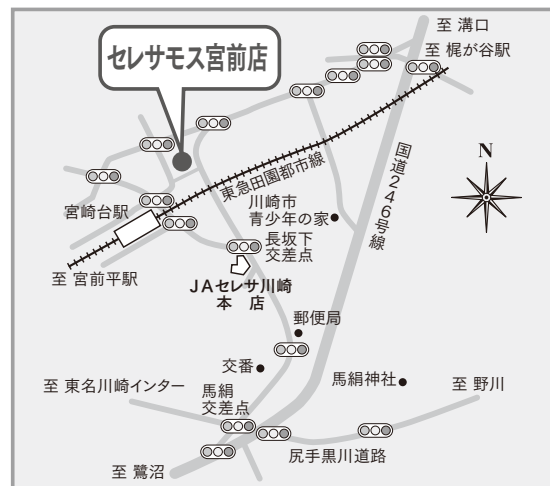 至 溝口
至 梶が谷駅
セレサモス宮前店
N
東急田園都市線
国道246号線
川崎市
青少年の家
宮崎台駅
長坂下
交差点
至 宮前平駅
JAセレサ川崎
本 店
郵便局
交番
馬絹神社
至 東名川崎インター
馬絹
交差点
至 野川
尻手黒川道路
至 鷺沼